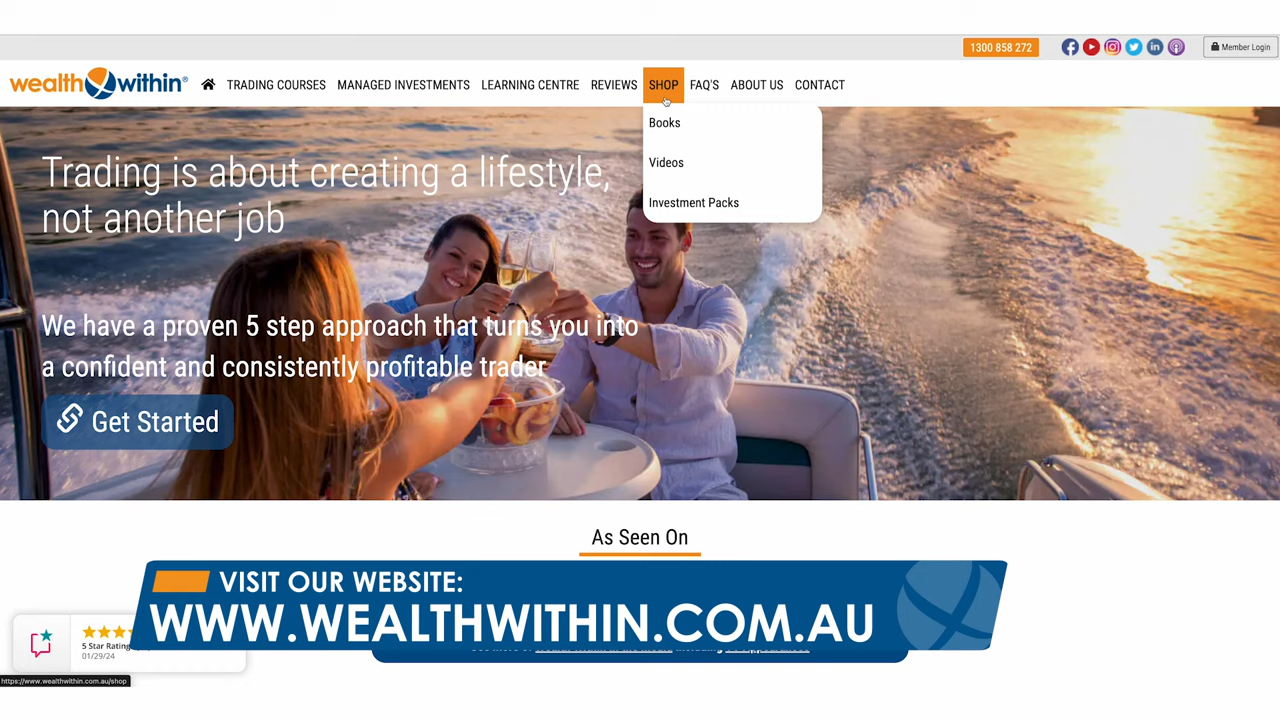 1300 858 272
Member Login
wealth within®
TRADING COURSES MANAGED INVESTMENTS LEARNING CENTRE REVIEWS SHOP FAQ'S ABOUT US CONTACT
Books
Videos
Investment Packs
Trading is about creating a lifestyle,
not another job
We have a proven 5 step approach that turns you into
a confident and consistently profitable trader
Get Started
As Seen On
VISIT OUR WEBSITE:
WWW.WEALTHWITHIN.COM.AU
5 Star Rating
01/29/24
https://www.wealthwithin.com.au/shop